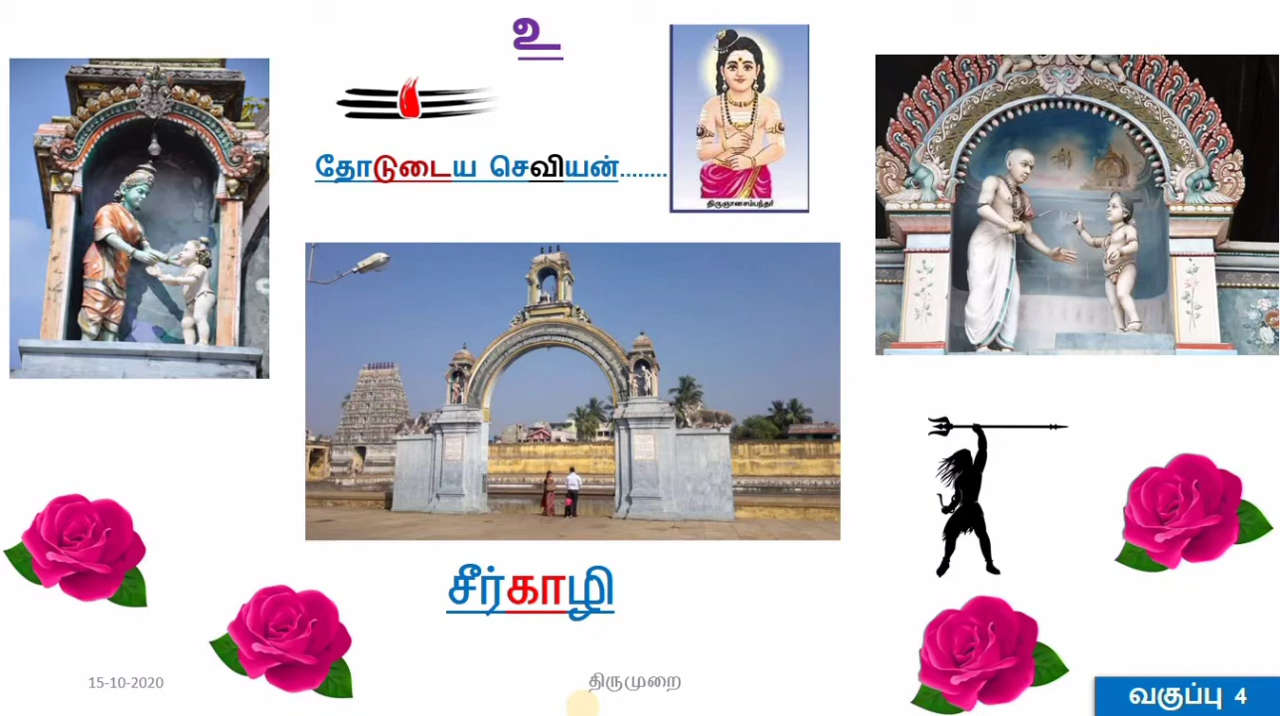 உ
தோடுடைய செவியன்........
திருஞானசம்பந்தர்
சீர்காழி
15-10-2020
திருமுறை
வகுப்பு 4